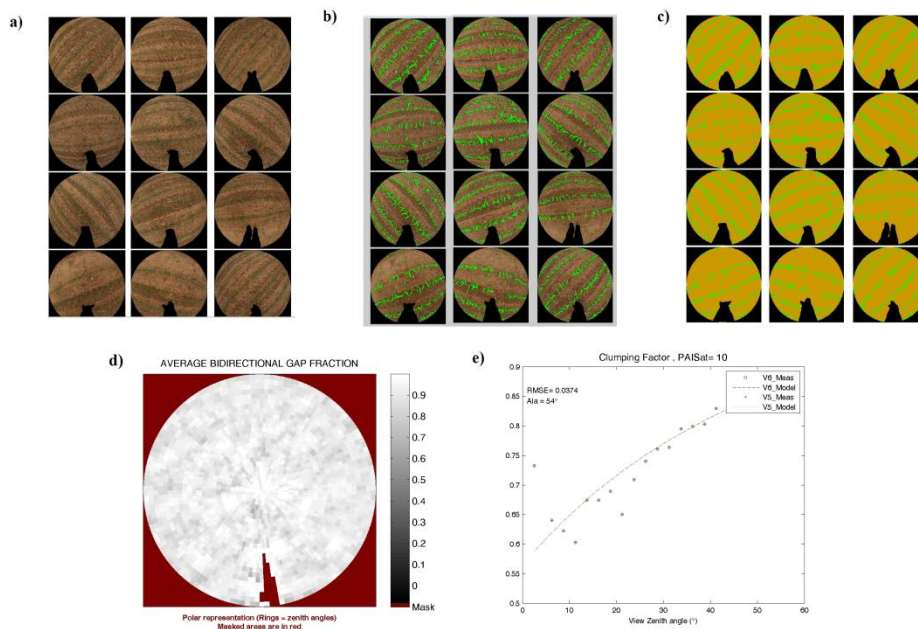 a)
b)
c)
d)
AVERAGE BIDIRECTIONAL GAP FRACTION
0.9
0.8
0.7
0.6
0.5
0.4
0.3
0.2
0.1
0
Mask
Polar representation (Rings = zenith angles)
Masked areas are in red
e)
Clumping Factor , PAISat= 10
RMSE= 0.0374
Ala = 54°
V6_Meas
V6_Model
V5_Meas
V5_Model
0.9
0.85
0.8
0.75
0.7
0.65
0.6
0.55
0.5
0 10 20 30 40 50 60
View Zenith angle (°)